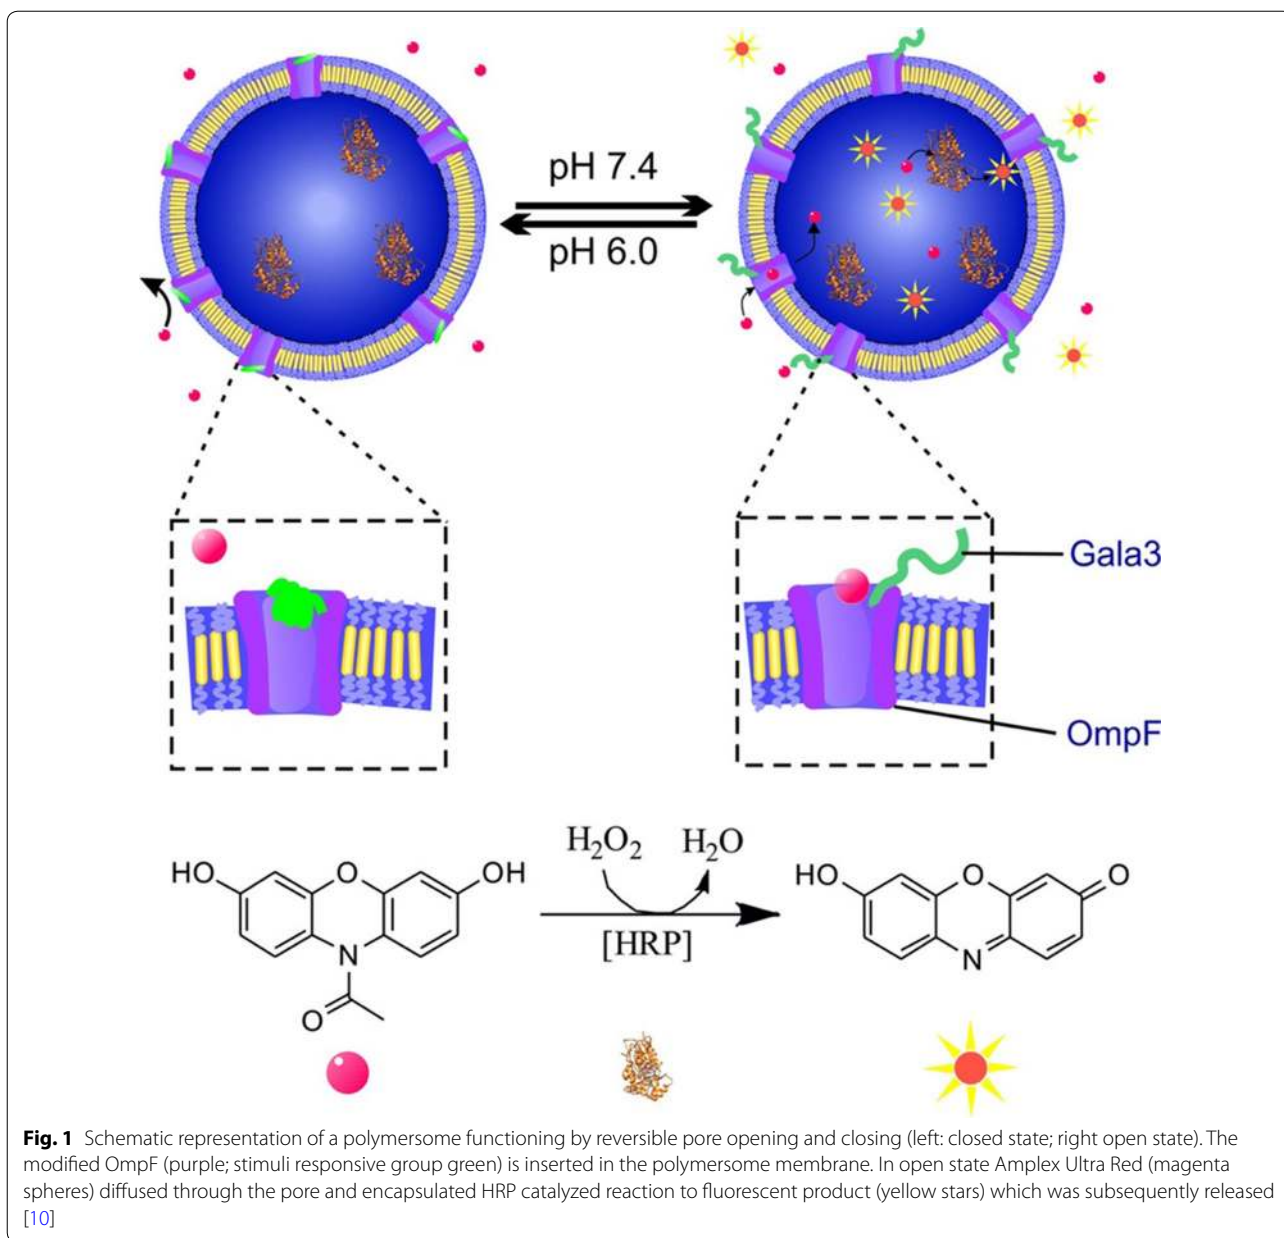 pH 7.4
pH 6.0
Gala3
OmpF
H₂O₂ H₂O
HO O OH
[HRP]
N
O
HO O O
N
Fig. 1 Schematic representation of a polymersome functioning by reversible pore opening and closing (left: closed state; right open state). The
modified OmpF (purple; stimuli responsive group green) is inserted in the polymersome membrane. In open state Amplex Ultra Red (magenta
spheres) diffused through the pore and encapsulated HRP catalyzed reaction to fluorescent product (yellow stars) which was subsequently released
[10]